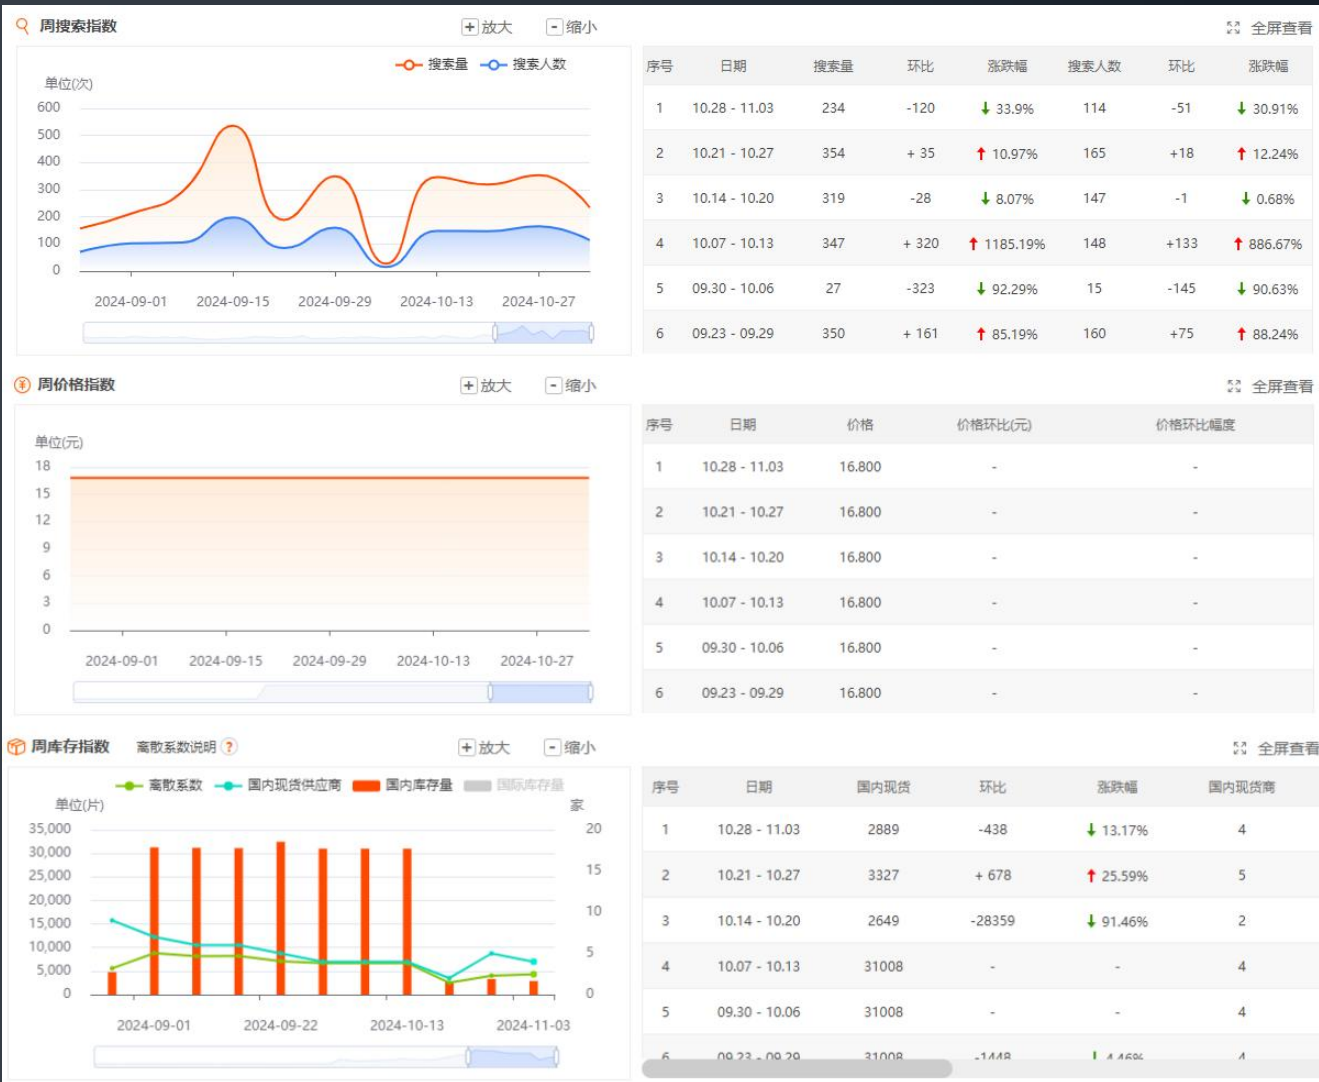 周搜索指数
+ 放大
- 缩小
全屏查看
搜索量 搜索人数
单位(次)
600
500
400
300
200
100
0
2024-09-01 2024-09-15 2024-09-29 2024-10-13 2024-10-27
序号 日期 搜索量 环比 涨跌幅 搜索人数 环比 涨跌幅
1 10.28 - 11.03 234 -120 ↓ 33.9% 114 -51 ↓ 30.91%
2 10.21 - 10.27 354 + 35 ↑ 10.97% 165 +18 ↑ 12.24%
3 10.14 - 10.20 319 -28 ↓ 8.07% 147 -1 ↓ 0.68%
4 10.07 - 10.13 347 + 320 ↑ 1185.19% 148 +133 ↑ 886.67%
5 09.30 - 10.06 27 -323 ↓ 92.29% 15 -145 ↓ 90.63%
6 09.23 - 09.29 350 + 161 ↑ 85.19% 160 +75 ↑ 88.24%
周价格指数
+ 放大
- 缩小
全屏查看
单位(元)
18
15
12
9
6
3
0
2024-09-01 2024-09-15 2024-09-29 2024-10-13 2024-10-27
序号 日期 价格 价格环比(元) 价格环比幅度
1 10.28 - 11.03 16.800 - -
2 10.21 - 10.27 16.800 - -
3 10.14 - 10.20 16.800 - -
4 10.07 - 10.13 16.800 - -
5 09.30 - 10.06 16.800 - -
6 09.23 - 09.29 16.800 - -
周库存指数 离散系数说明 ?
+ 放大
- 缩小
全屏查看
离散系数 国内现货供应商 国内库存量 国际库存量
单位(片) 家
35,000 20
30,000
25,000 15
20,000
15,000 10
10,000
5,000 5
0 0
2024-09-01 2024-09-22 2024-10-13 2024-11-03
序号 日期 国内现货 环比 涨跌幅 国内现货商
1 10.28 - 11.03 2889 -438 ↓ 13.17% 4
2 10.21 - 10.27 3327 + 678 ↑ 25.59% 5
3 10.14 - 10.20 2649 -28359 ↓ 91.46% 2
4 10.07 - 10.13 31008 - - 4
5 09.30 - 10.06 31008 - - 4
6 09.23 - 09.29 31008 -1448 ↓ 4.46% 4